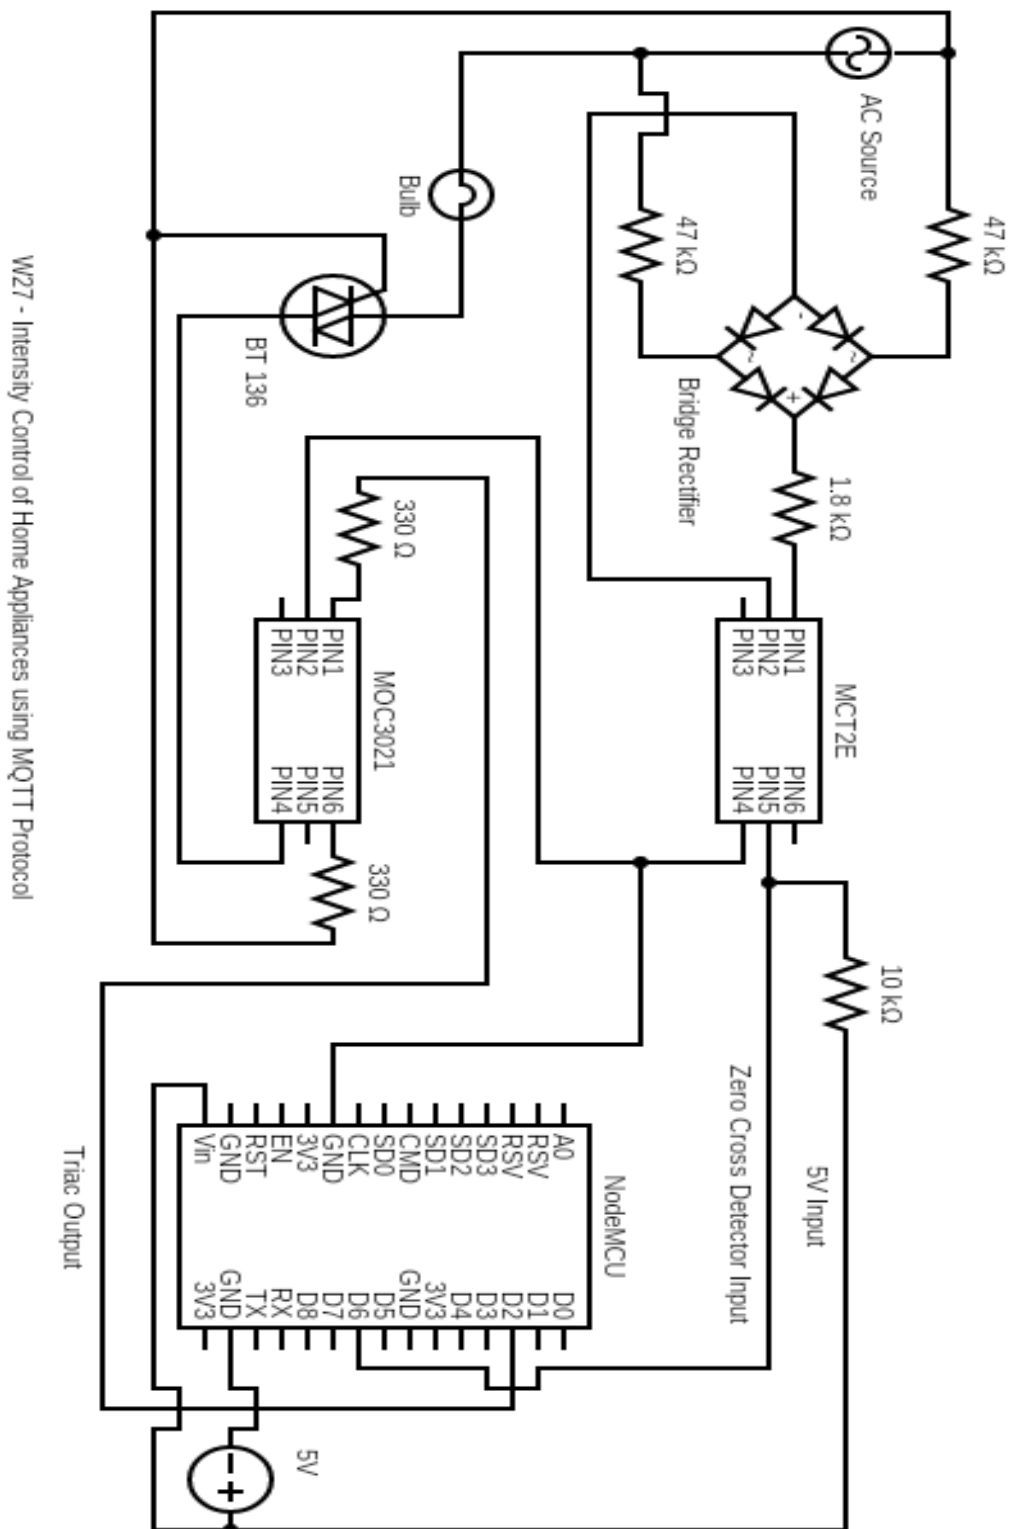 AC Source
47 kΩ
47 kΩ
-
~
~
+
Bridge Rectifier
1.8 kΩ
Bulb
BT 136
330 Ω
MCT2E
PIN1
PIN2
PIN3
PIN6
PIN5
PIN4
MOC3021
PIN1
PIN2
PIN3
PIN6
PIN5
PIN4
330 Ω
10 kΩ
5V Input
Zero Cross Detector Input
NodeMCU
A0
RSV
RSV
SD3
SD2
SD1
CMD
SD0
CLK
GND
3V3
EN
RST
GND
Vin
D0
D1
D2
D3
D4
3V3
GND
D5
D6
D7
D8
RX
TX
GND
3V3
Triac Output
5V
- +
W27 - Intensity Control of Home Appliances using MQTT Protocol